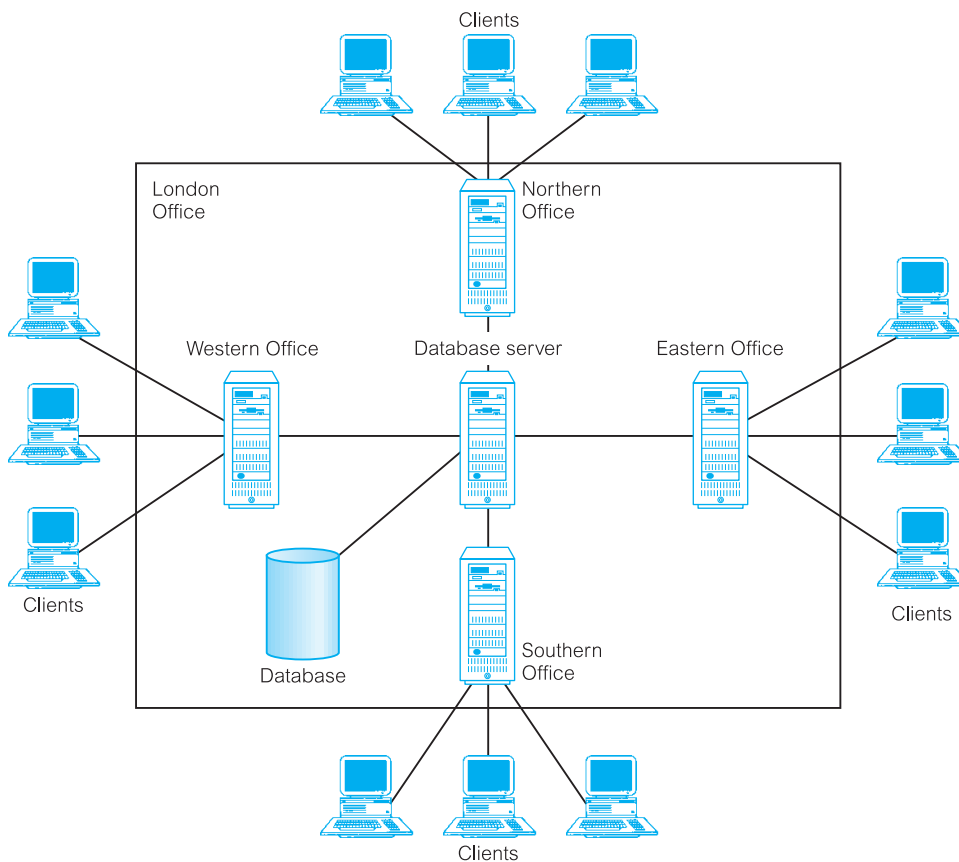 Clients
London
Office
Northern
Office
Western Office
Database server
Eastern Office
Clients
Clients
Database
Southern
Office
Clients